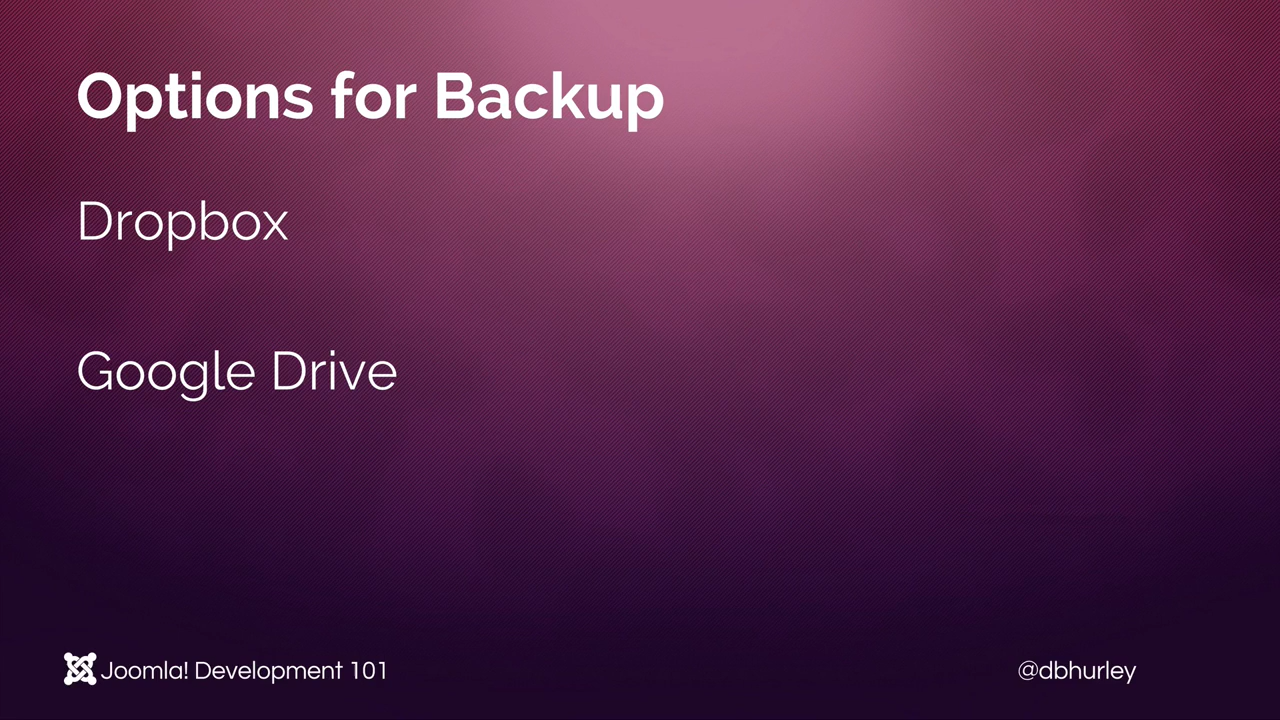 Options for Backup
Dropbox
Google Drive
Joomla! Development 101
@dbhurley